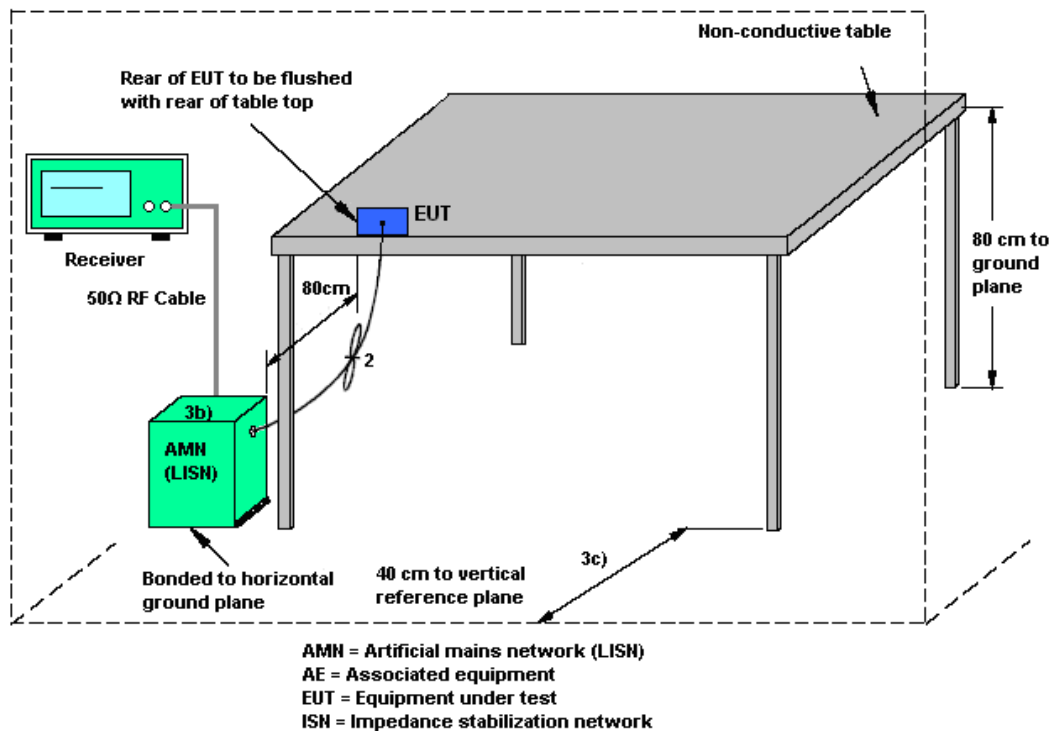 Non-conductive table
Rear of EUT to be flushed
with rear of table top
EUT
Receiver
80cm
80 cm to
ground
plane
50Ω RF Cable
2
3b)
AMN
(LISN)
3c)
Bonded to horizontal
ground plane
40 cm to vertical
reference plane
AMN = Artificial mains network (LISN)
AE = Associated equipment
EUT = Equipment under test
ISN = Impedance stabilization network